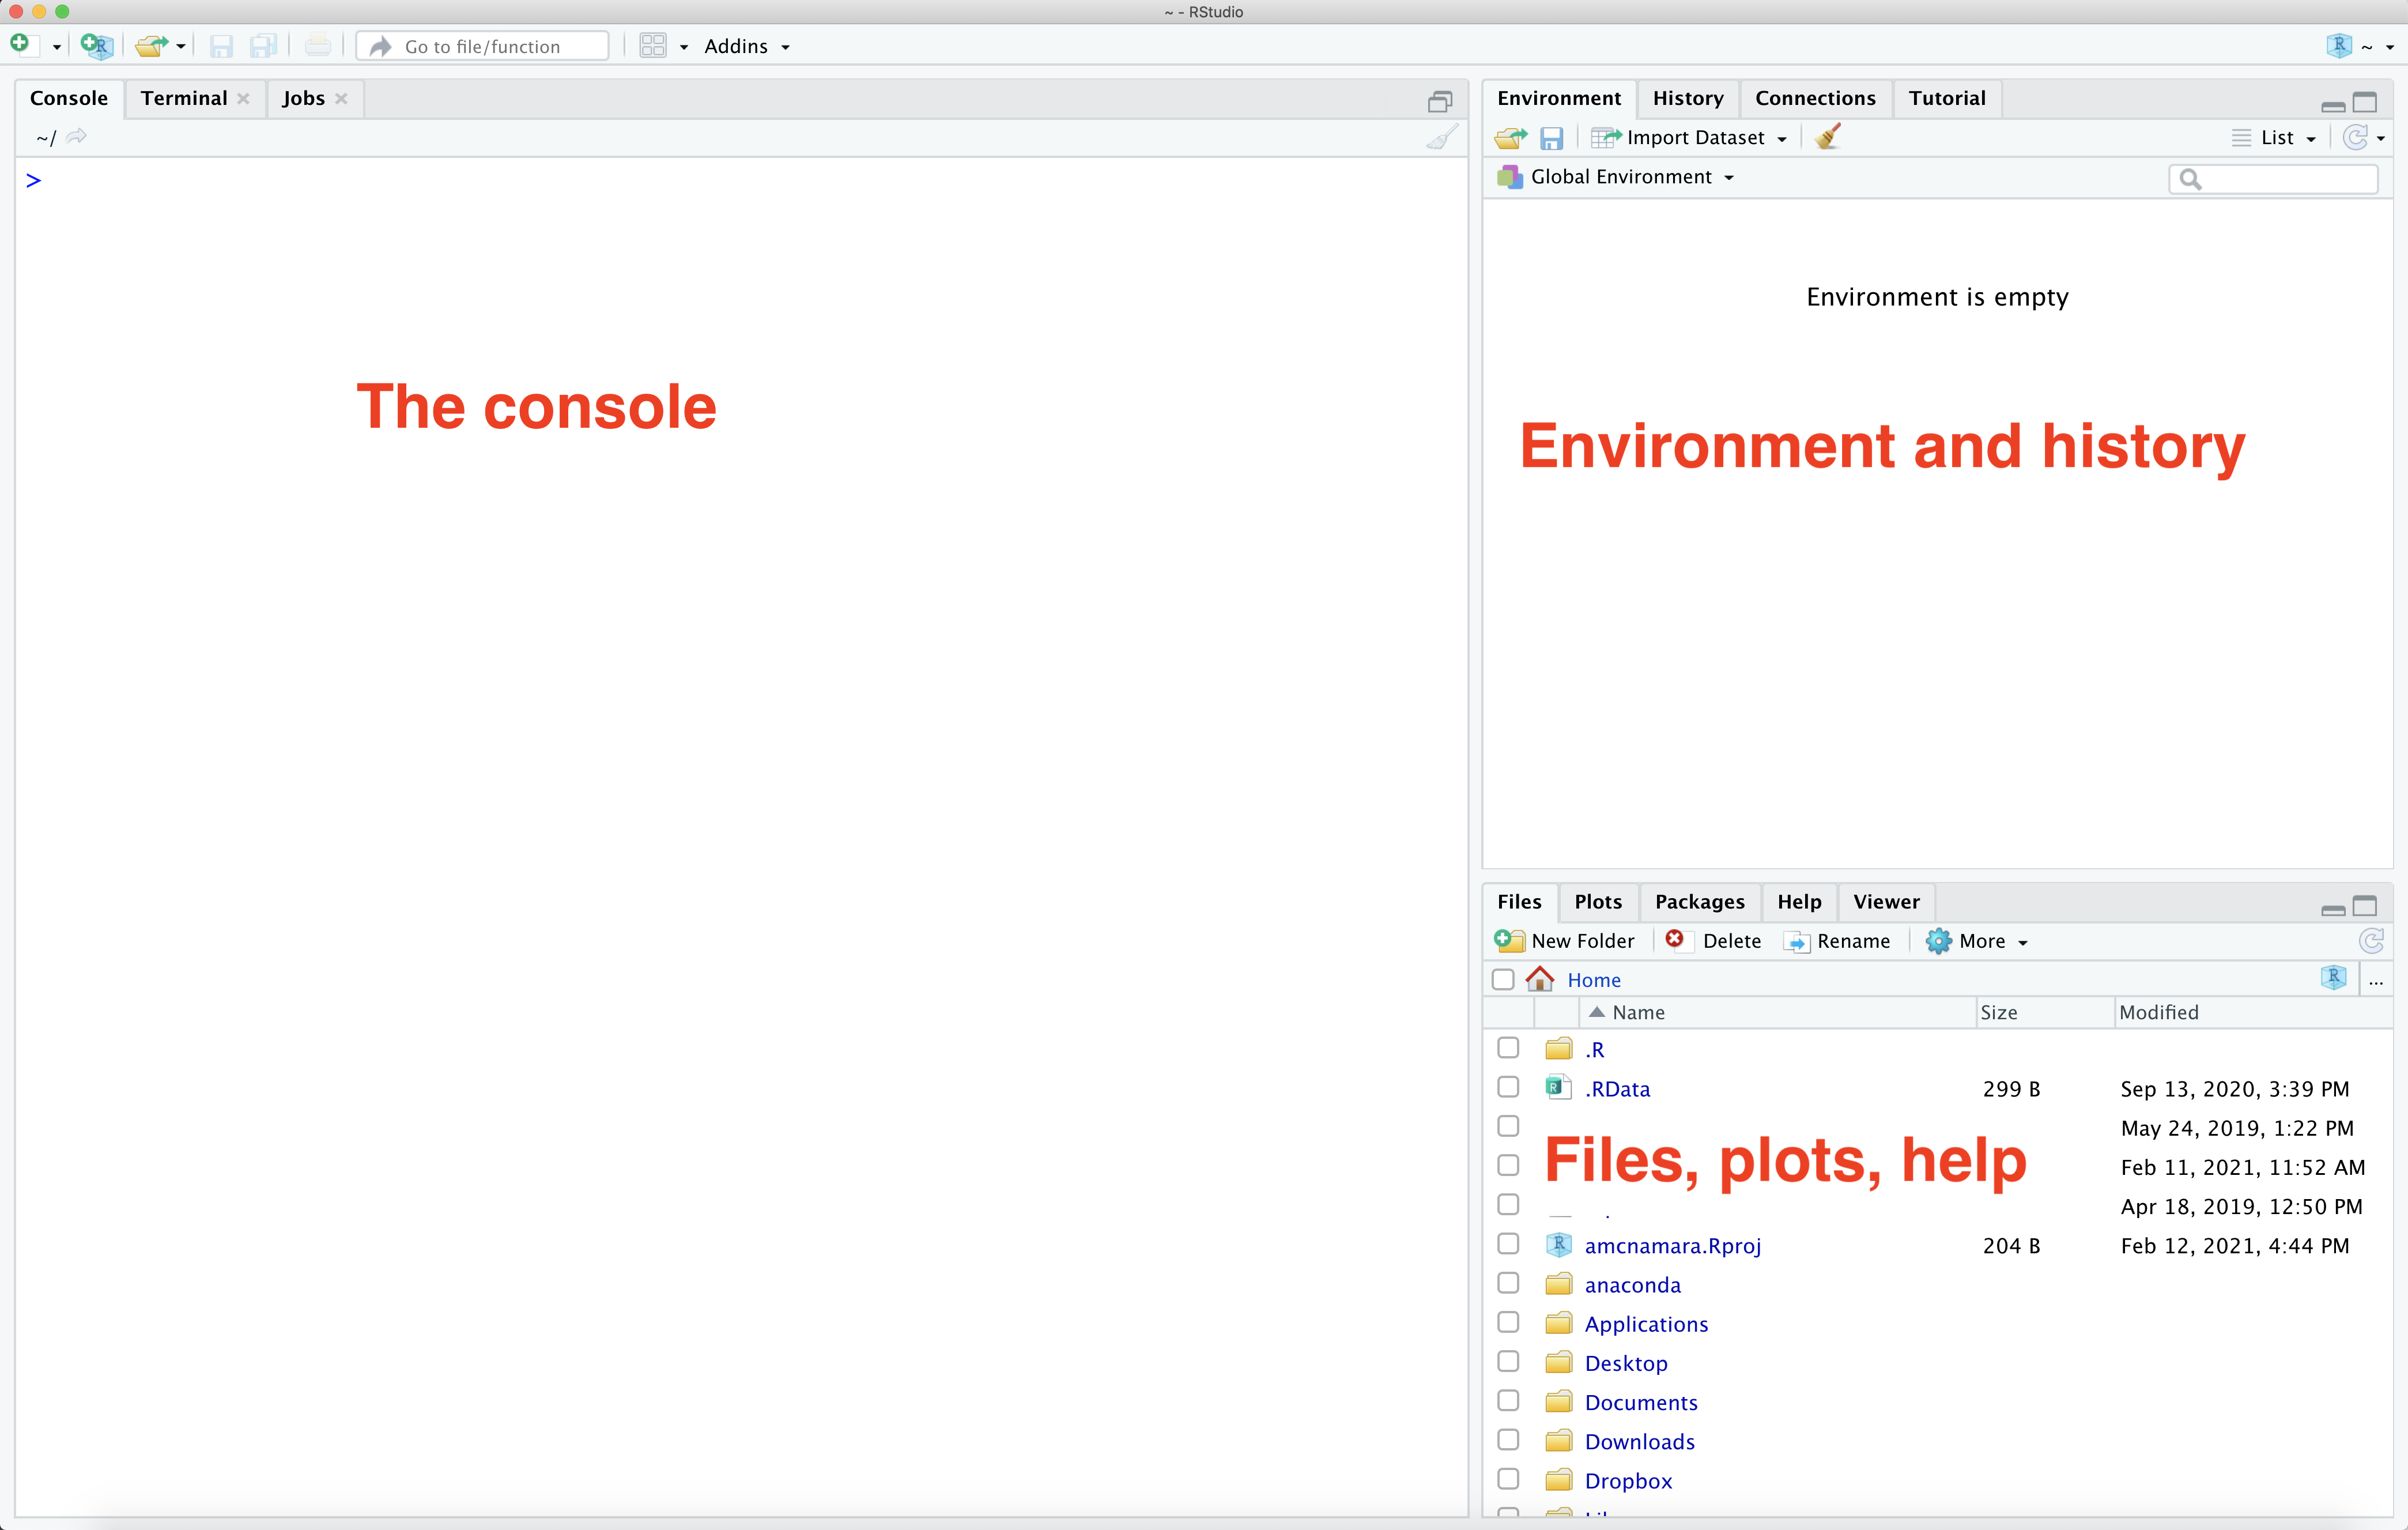 ~ - RStudio
Go to file/function
Addins
~
Console
Terminal
Jobs
~/
>
The console
Environment
History
Connections
Tutorial
Import Dataset
List
Global Environment
Environment is empty
Environment and history
Files
Plots
Packages
Help
Viewer
New Folder
Delete
Rename
More
Home
...
Name
Size
Modified
.R
.RData 299 B Sep 13, 2020, 3:39 PM
May 24, 2019, 1:22 PM
Files, plots, help
Feb 11, 2021, 11:52 AM
Apr 18, 2019, 12:50 PM
amcnamara.Rproj 204 B Feb 12, 2021, 4:44 PM
anaconda
Applications
Desktop
Documents
Downloads
Dropbox